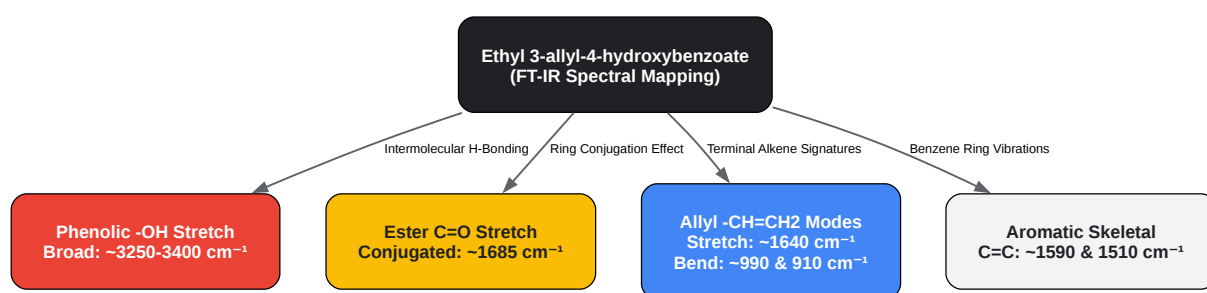 Ethyl 3-allyl-4-hydroxybenzoate
(FT-IR Spectral Mapping)
Intermolecular H-Bonding
Ring Conjugation Effect
Terminal Alkene Signatures
Benzene Ring Vibrations
Phenolic -OH Stretch
Broad: ~3250-3400 cm⁻¹
Ester C=O Stretch
Conjugated: ~1685 cm⁻¹
Allyl -CH=CH2 Modes
Stretch: ~1640 cm⁻¹
Bend: ~990 & 910 cm⁻¹
Aromatic Skeletal
C=C: ~1590 & 1510 cm⁻¹